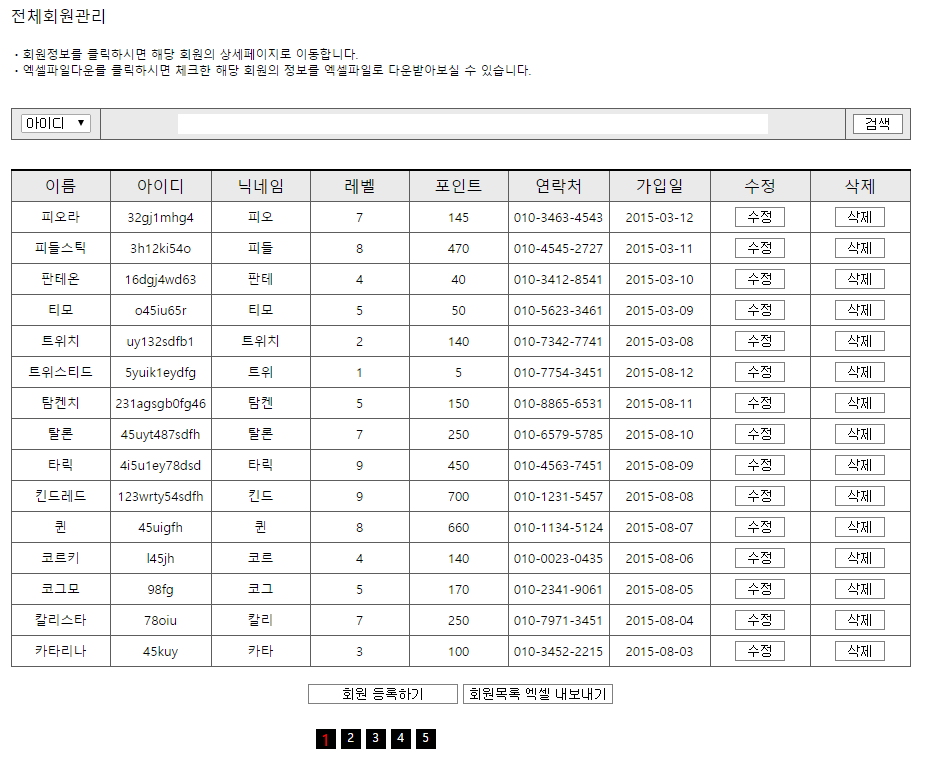 전체회원관리
· 회원정보를 클릭하시면 해당 회원의 상세페이지로 이동합니다.
· 엑셀파일다운를 클릭하시면 체크한 해당 회원의 정보를 엑셀파일로 다운받아보실 수 있습니다.
아이디 ▼ 검색
이름 아이디 닉네임 레벨 포인트 연락처 가입일 수정 삭제
피오라 32gj1mhg4 피오 7 145 010-3463-4543 2015-03-12 수정 삭제
피들스틱 3h12ki54o 피들 8 470 010-4545-2727 2015-03-11 수정 삭제
판테온 16dgj4wd63 판테 4 40 010-3412-8541 2015-03-10 수정 삭제
티모 o45iu65r 티모 5 50 010-5623-3461 2015-03-09 수정 삭제
트위치 uy132sdfb1 트위치 2 140 010-7342-7741 2015-03-08 수정 삭제
트위스티드 5yuik1eydfg 트위 1 5 010-7754-3451 2015-08-12 수정 삭제
탐켄치 231agsgb0fg46 탐켄 5 150 010-8865-6531 2015-08-11 수정 삭제
탈론 45uyt487sdfh 탈론 7 250 010-6579-5785 2015-08-10 수정 삭제
타릭 4i5u1ey78dsd 타릭 9 450 010-4563-7451 2015-08-09 수정 삭제
킨드레드 123wrty54sdfh 킨드 9 700 010-1231-5457 2015-08-08 수정 삭제
퀸 45uigfh 퀸 8 660 010-1134-5124 2015-08-07 수정 삭제
코르키 l45jh 코르 4 140 010-0023-0435 2015-08-06 수정 삭제
코그모 98fg 코그 5 170 010-2341-9061 2015-08-05 수정 삭제
칼리스타 78oiu 칼리 7 250 010-7971-3451 2015-08-04 수정 삭제
카타리나 45kuy 카타 3 100 010-3452-2215 2015-08-03 수정 삭제
회원 등록하기 회원목록 엑셀 내보내기
1 2 3 4 5